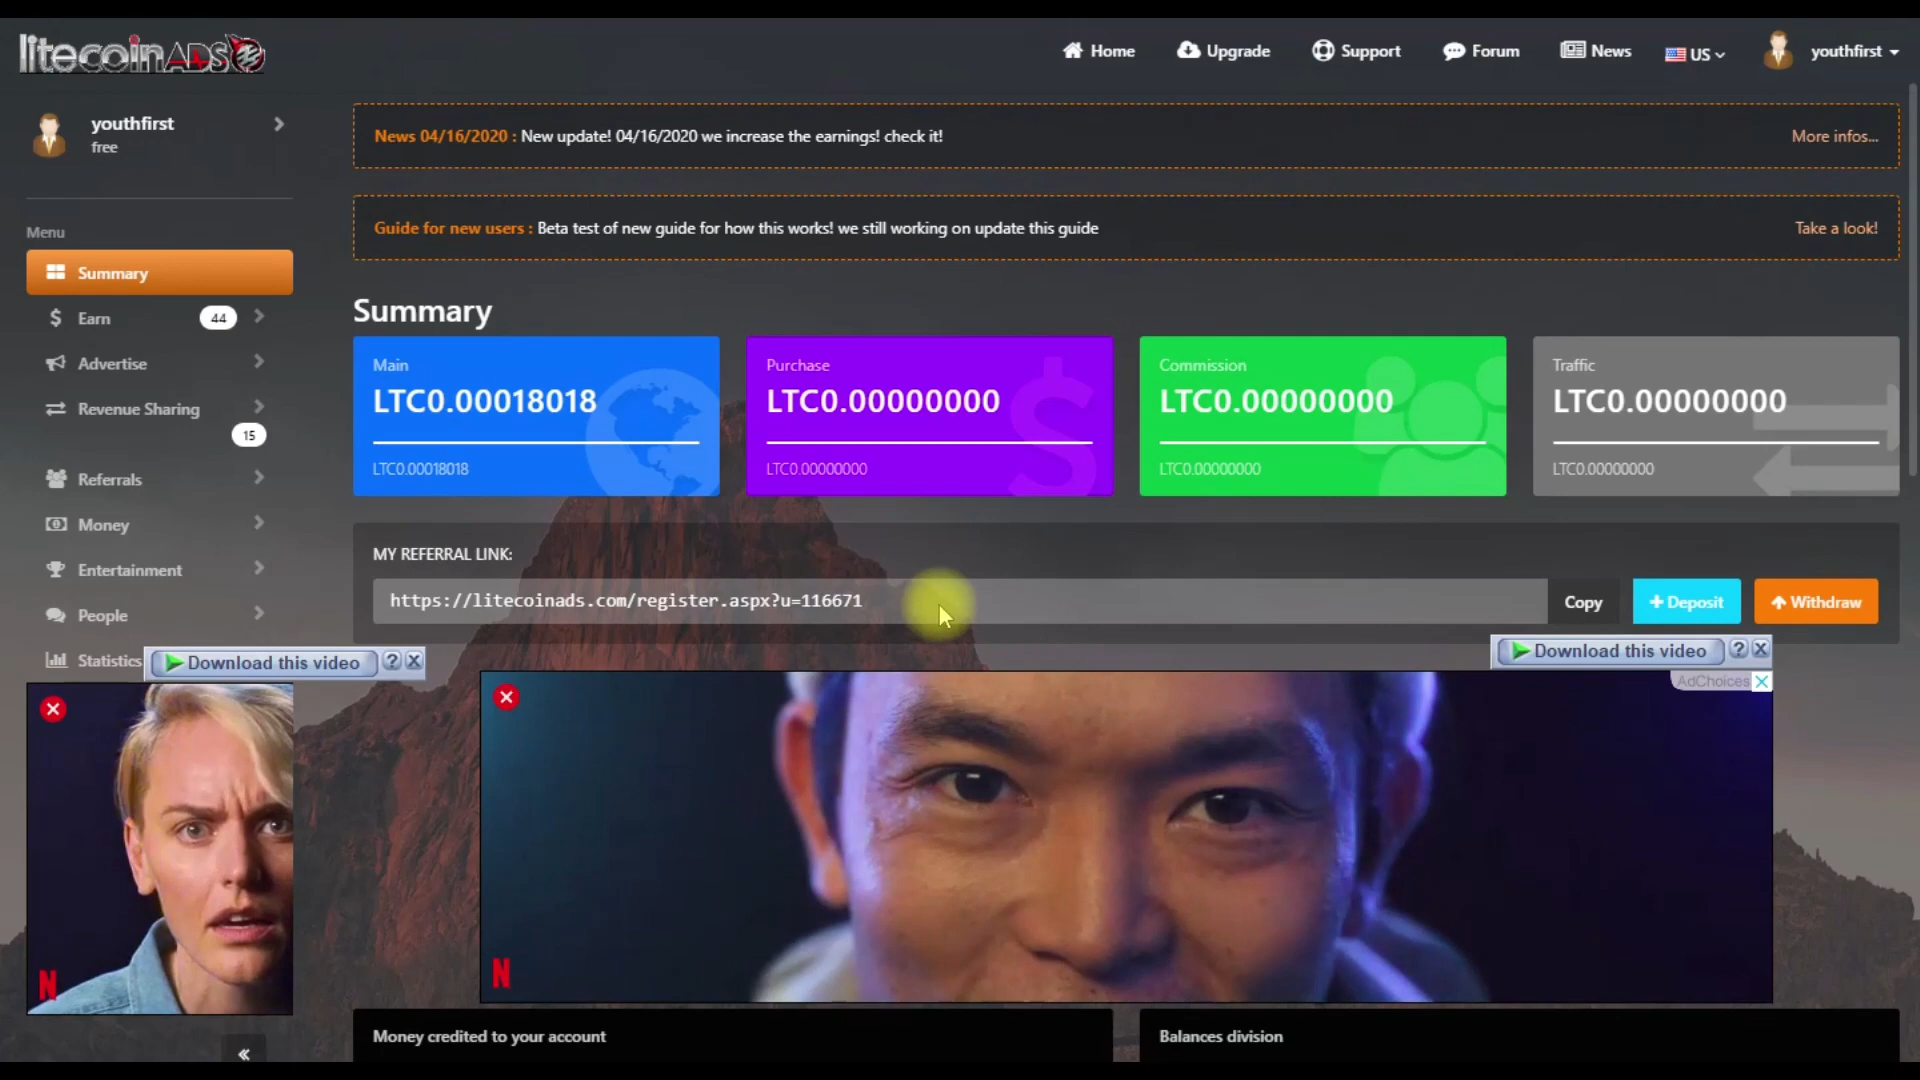 litecoinADS
Home
Upgrade
Support
Forum
News
US
youthfirst
youthfirst
free
Menu
Summary
Earn 44
Advertise
Revenue Sharing
15
Referrals
Money
Entertainment
People
Statistics
News 04/16/2020 : New update! 04/16/2020 we increase the earnings! check it!
More infos...
Guide for new users : Beta test of new guide for how this works! we still working on update this guide
Take a look!
Summary
Main
LTC0.00018018
LTC0.00018018
Purchase
LTC0.00000000
LTC0.00000000
Commission
LTC0.00000000
LTC0.00000000
Traffic
LTC0.00000000
LTC0.00000000
MY REFERRAL LINK:
https://litecoinads.com/register.aspx?u=116671
Copy
+ Deposit
Withdraw
Download this video ? X
Download this video ? X
AdChoices
N
N
Money credited to your account
Balances division